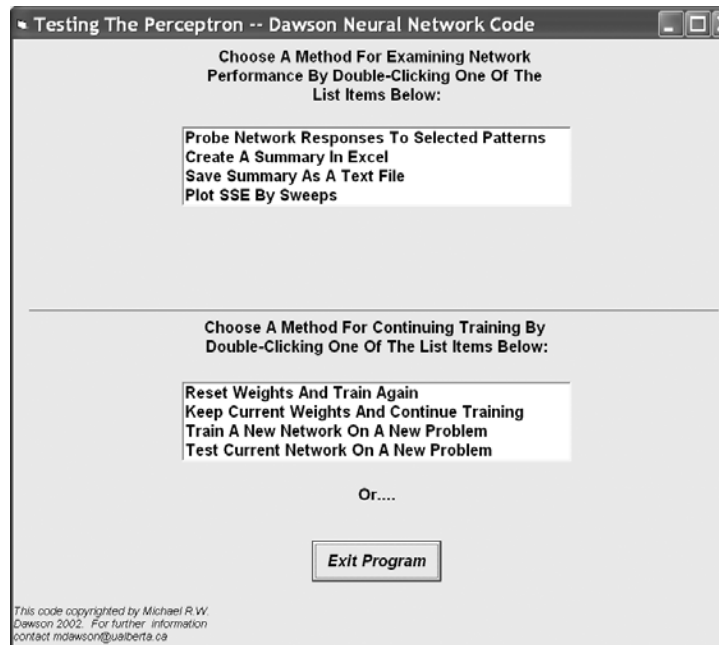 Testing The Perceptron -- Dawson Neural Network Code
Choose A Method For Examining Network
Performance By Double-Clicking One Of The
List Items Below:
Probe Network Responses To Selected Patterns
Create A Summary In Excel
Save Summary As A Text File
Plot SSE By Sweeps
Choose A Method For Continuing Training By
Double-Clicking One Of The List Items Below:
Reset Weights And Train Again
Keep Current Weights And Continue Training
Train A New Network On A New Problem
Test Current Network On A New Problem
Or....
Exit Program
This code copyrighted by Michael R.W.
Dawson 2002. For further information
contact mdawson@ualberta.ca